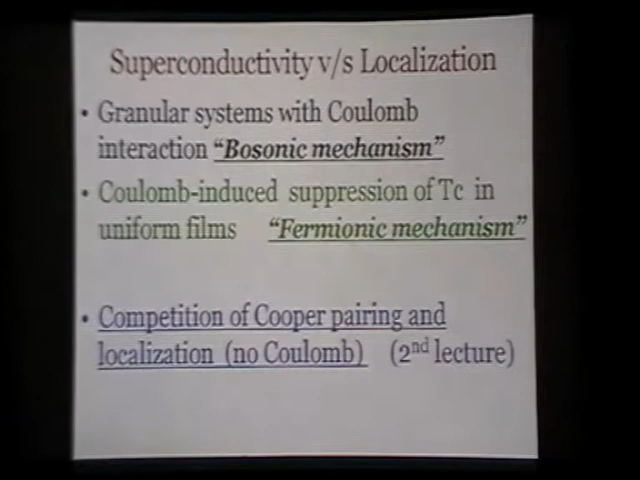 Superconductivity v/s Localization
• Granular systems with Coulomb
interaction “Bosonic mechanism”
• Coulomb-induced suppression of Tc in
uniform films “Fermionic mechanism”
• Competition of Cooper pairing and
localization (no Coulomb) (2nd lecture)